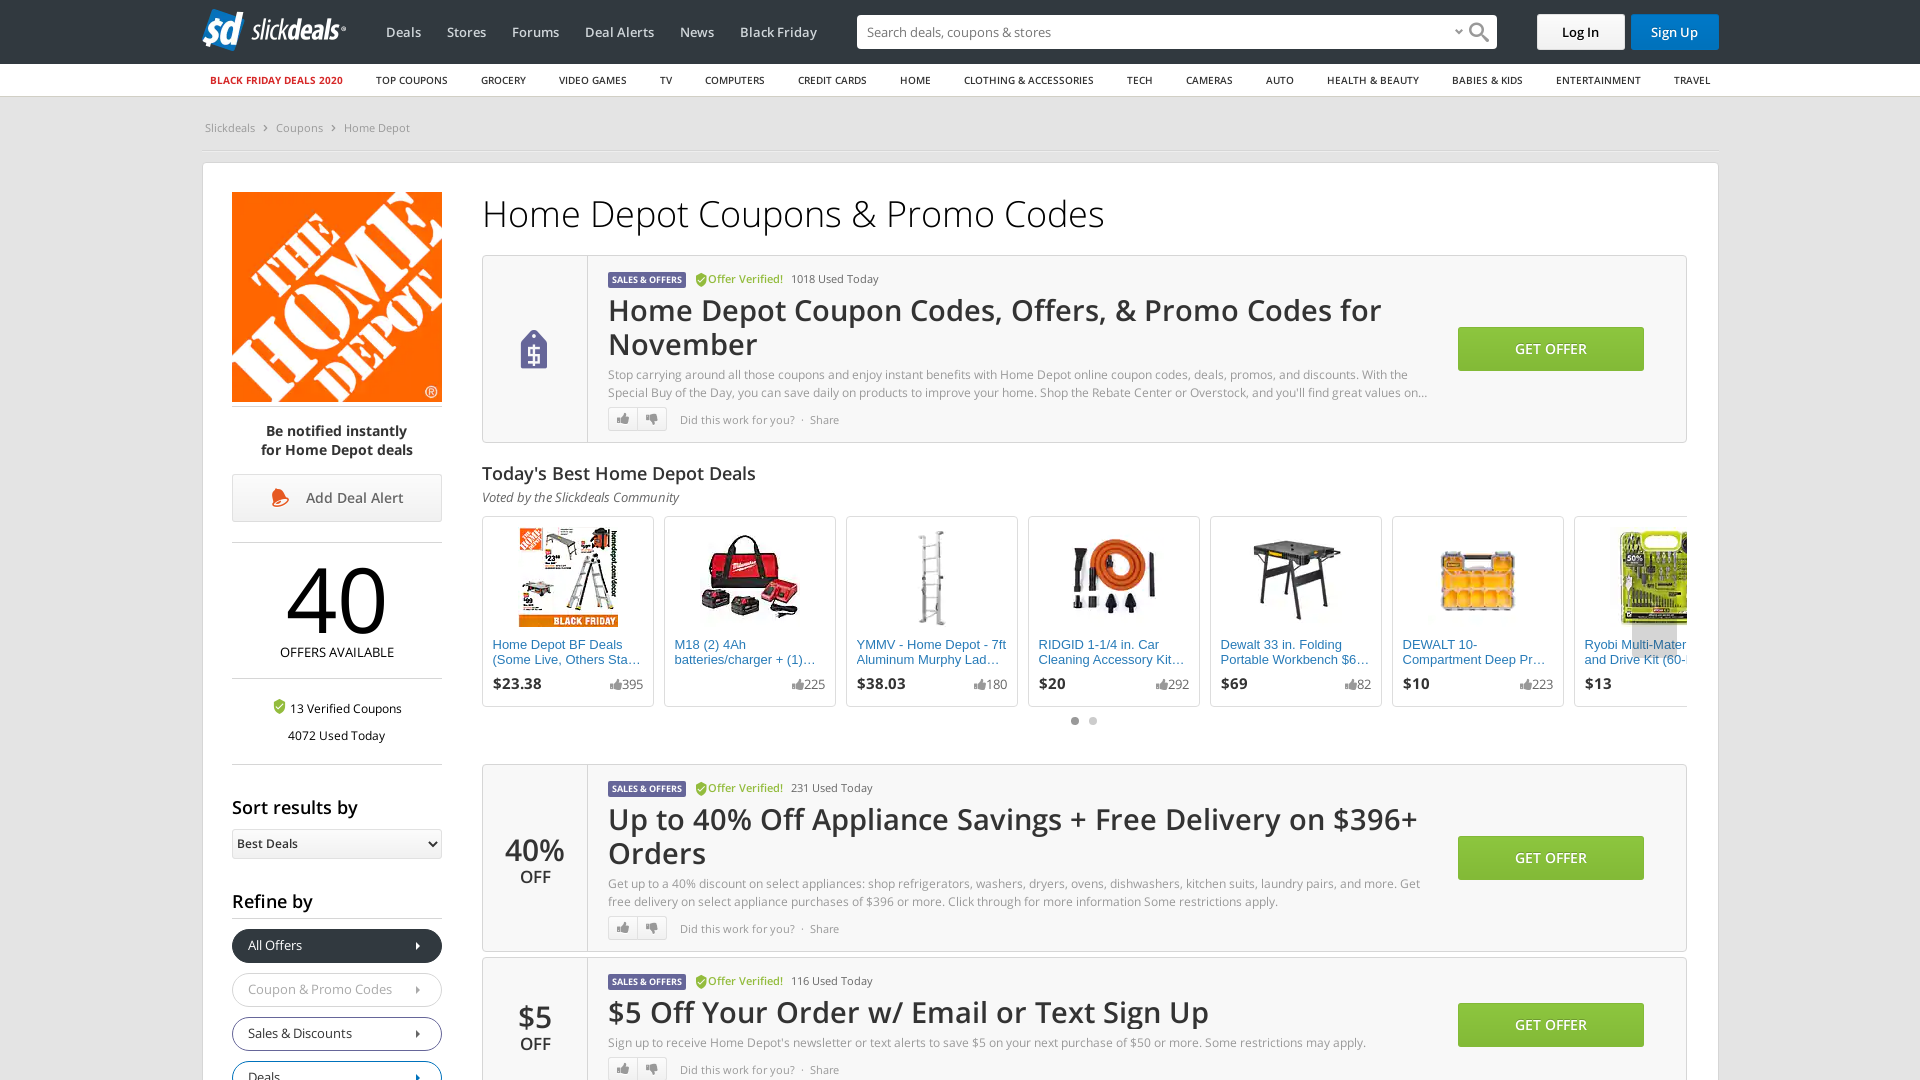 slickdeals
Deals
Stores
Forums
Deal Alerts
News
Black Friday
Search deals, coupons & stores
Log In
Sign Up
BLACK FRIDAY DEALS 2020
TOP COUPONS
GROCERY
VIDEO GAMES
TV
COMPUTERS
CREDIT CARDS
HOME
CLOTHING & ACCESSORIES
TECH
CAMERAS
AUTO
HEALTH & BEAUTY
BABIES & KIDS
ENTERTAINMENT
TRAVEL
Slickdeals > Coupons > Home Depot
THE
HOME
DEPOT
®
Be notified instantly
for Home Depot deals
Add Deal Alert
40
OFFERS AVAILABLE
13 Verified Coupons
4072 Used Today
Sort results by
Best Deals
Refine by
All Offers
Coupon & Promo Codes
Sales & Discounts
Deals
Home Depot Coupons & Promo Codes
SALES & OFFERS Offer Verified! 1018 Used Today
Home Depot Coupon Codes, Offers, & Promo Codes for
November
Stop carrying around all those coupons and enjoy instant benefits with Home Depot online coupon codes, deals, promos, and discounts. With the
Special Buy of the Day, you can save daily on products to improve your home. Shop the Rebate Center or Overstock, and you'll find great values on...
Did this work for you? · Share
GET OFFER
Today's Best Home Depot Deals
Voted by the Slickdeals Community
BLACK FRIDAY
Home Depot BF Deals
(Some Live, Others Sta…
$23.38
395
M18 (2) 4Ah
batteries/charger + (1)…
225
YMMV - Home Depot - 7ft
Aluminum Murphy Lad…
$38.03
180
RIDGID 1-1/4 in. Car
Cleaning Accessory Kit…
$20
292
Dewalt 33 in. Folding
Portable Workbench $6…
$69
82
DEWALT 10-
Compartment Deep Pr…
$10
223
Ryobi Multi-Mater
and Drive Kit (60-
$13
SALES & OFFERS Offer Verified! 231 Used Today
40%
OFF
Up to 40% Off Appliance Savings + Free Delivery on $396+
Orders
Get up to a 40% discount on select appliances: shop refrigerators, washers, dryers, ovens, dishwashers, kitchen suits, laundry pairs, and more. Get
free delivery on select appliance purchases of $396 or more. Click through for more information Some restrictions apply.
Did this work for you? · Share
GET OFFER
SALES & OFFERS Offer Verified! 116 Used Today
$5
OFF
$5 Off Your Order w/ Email or Text Sign Up
Sign up to receive Home Depot's newsletter or text alerts to save $5 on your next purchase of $50 or more. Some restrictions may apply.
Did this work for you? · Share
GET OFFER